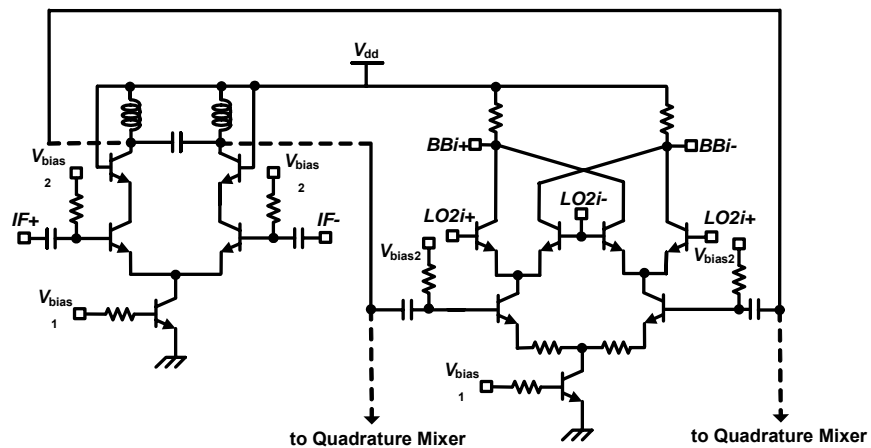 Vdd
Vbias
2
Vbias
2
IF+
IF-
Vbias
1
BBi+
BBi-
LO2i-
LO2i+
LO2i+
Vbias2
Vbias2
Vbias
1
to Quadrature Mixer
to Quadrature Mixer